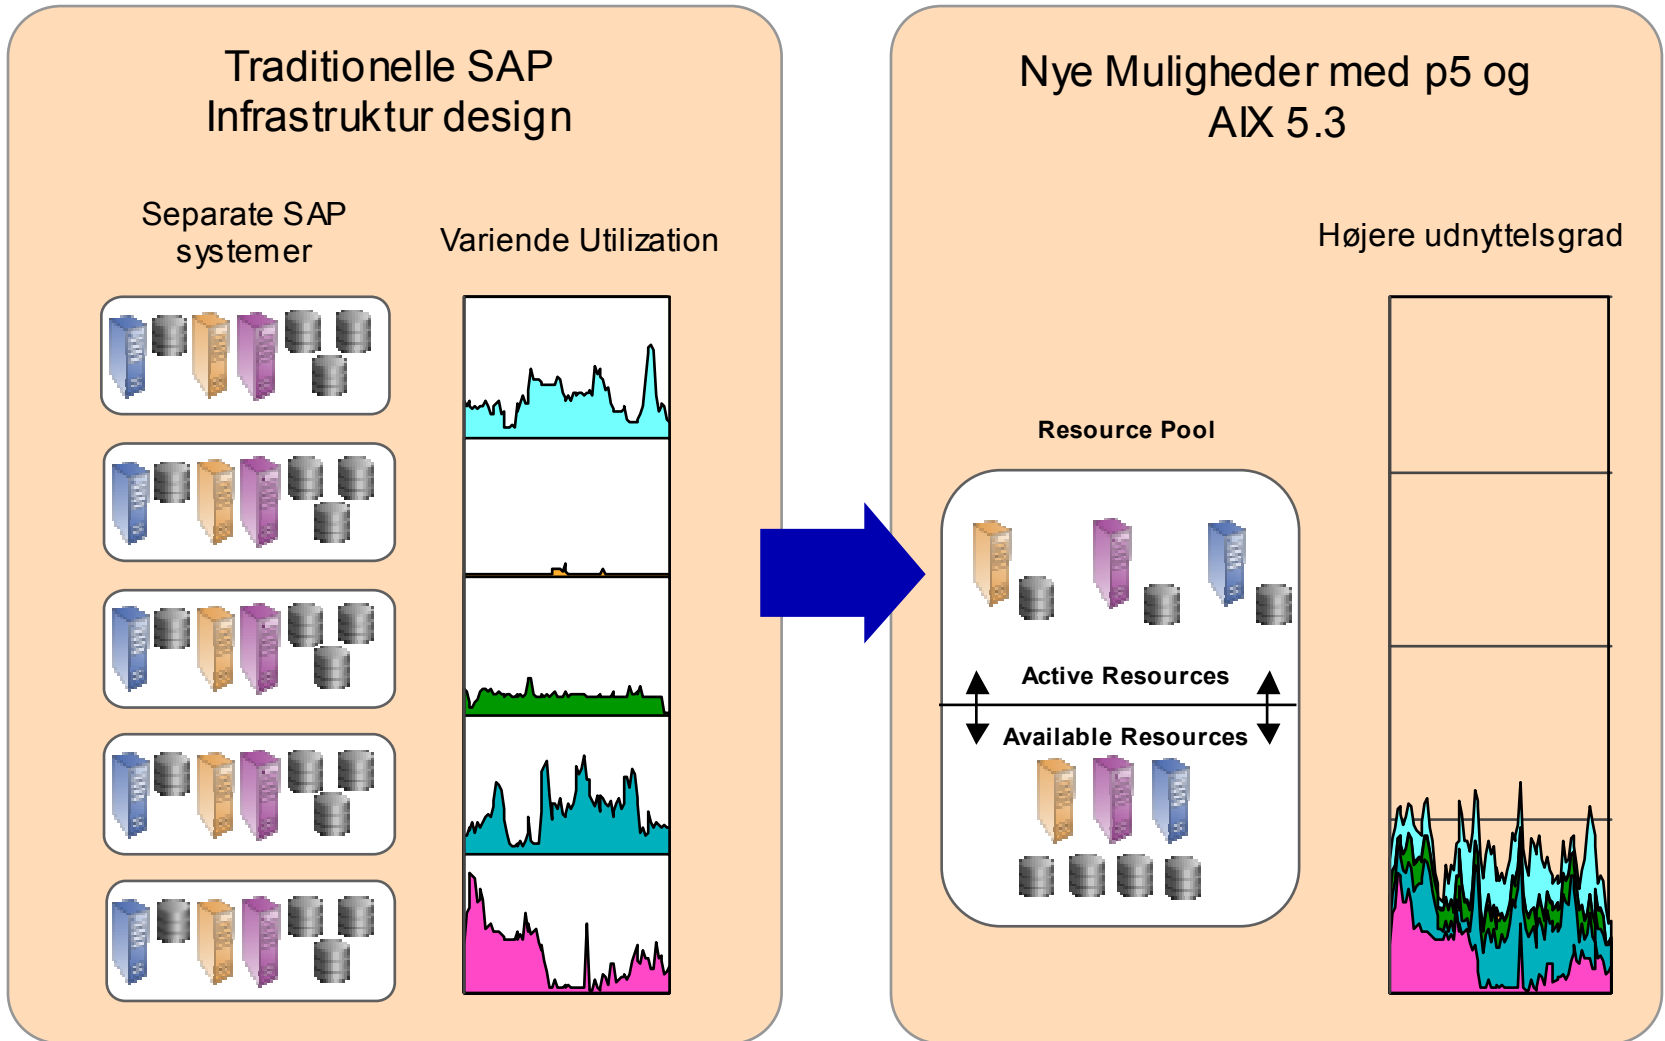 Traditionelle SAP
Infrastruktur design
Separate SAP
systemer
Variende Utilization
Nye Muligheder med p5 og
AIX 5.3
Højere udnyttelsgrad
Resource Pool
Active Resources
Available Resources